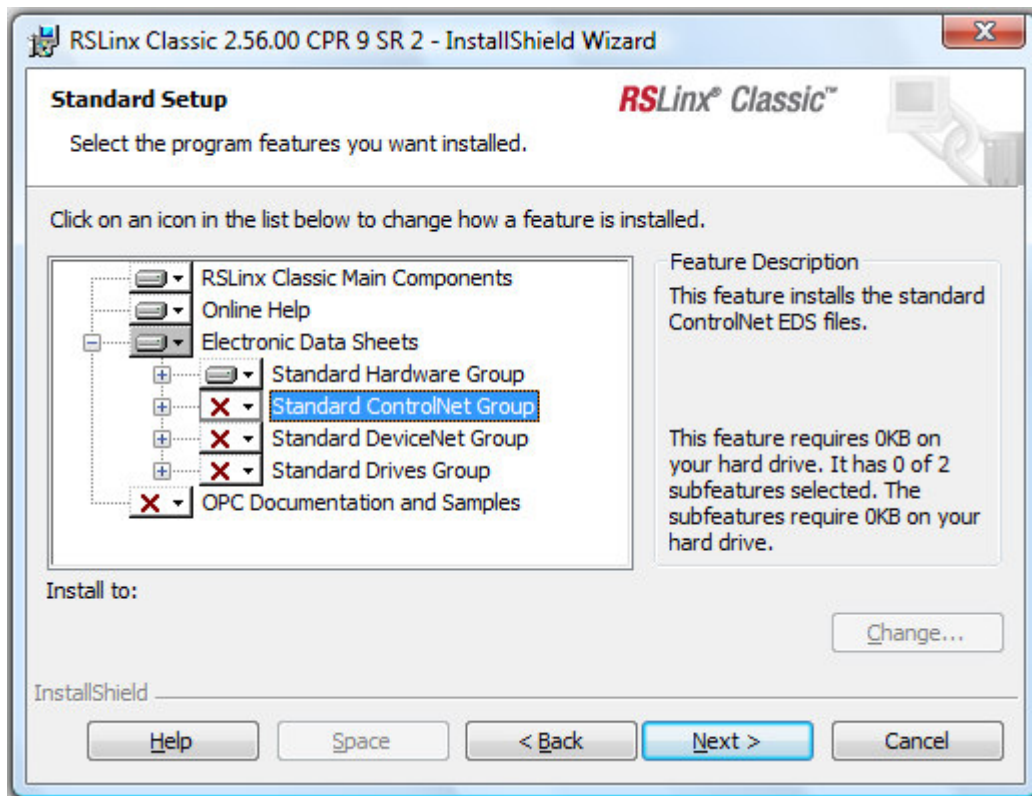 RSLinx Classic 2.56.00 CPR 9 SR 2 - InstallShield Wizard
Standard Setup
RSLinx® Classic™
Select the program features you want installed.
Click on an icon in the list below to change how a feature is installed.
RSLinx Classic Main Components
Online Help
Electronic Data Sheets
Standard Hardware Group
Standard ControlNet Group
Standard DeviceNet Group
Standard Drives Group
OPC Documentation and Samples
Feature Description
This feature installs the standard
ControlNet EDS files.
This feature requires 0KB on
your hard drive. It has 0 of 2
subfeatures selected. The
subfeatures require 0KB on your
hard drive.
Install to:
Change...
InstallShield
Help
Space
< Back
Next >
Cancel